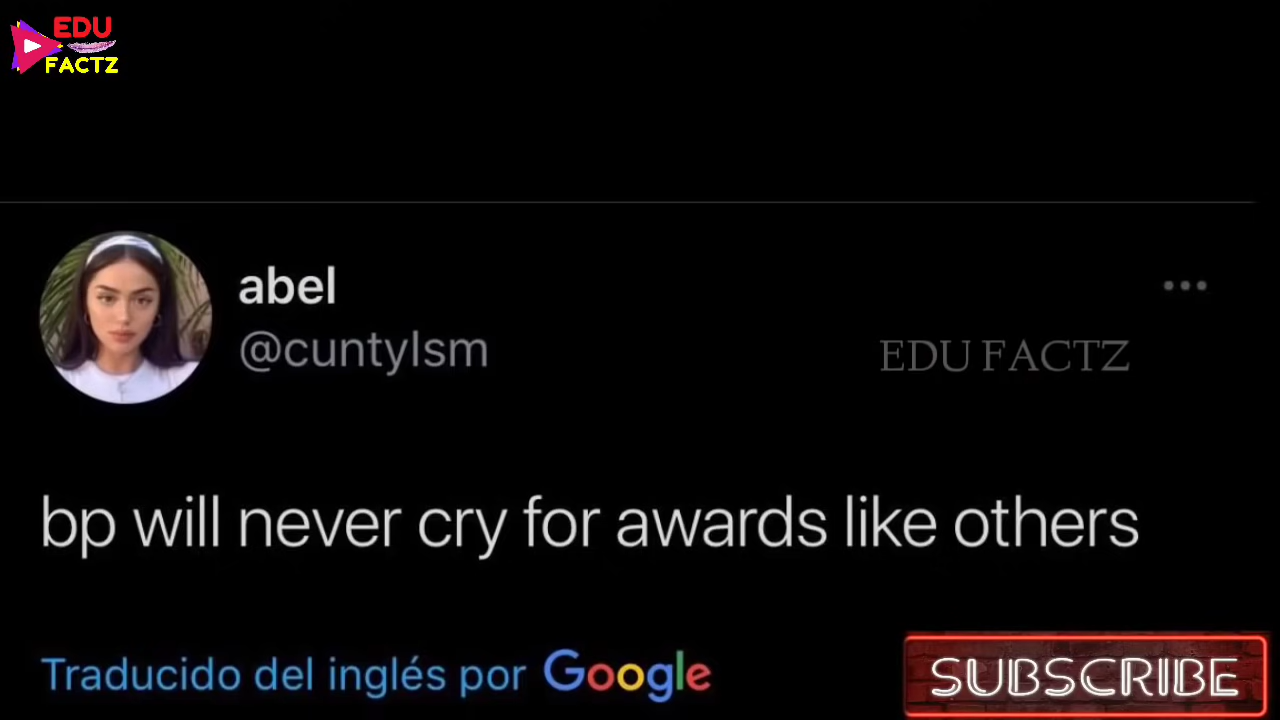 EDU
FACTZ
abel
@cuntylsm
EDU FACTZ
bp will never cry for awards like others
Traducido del inglés por Google
SUBSCRIBE